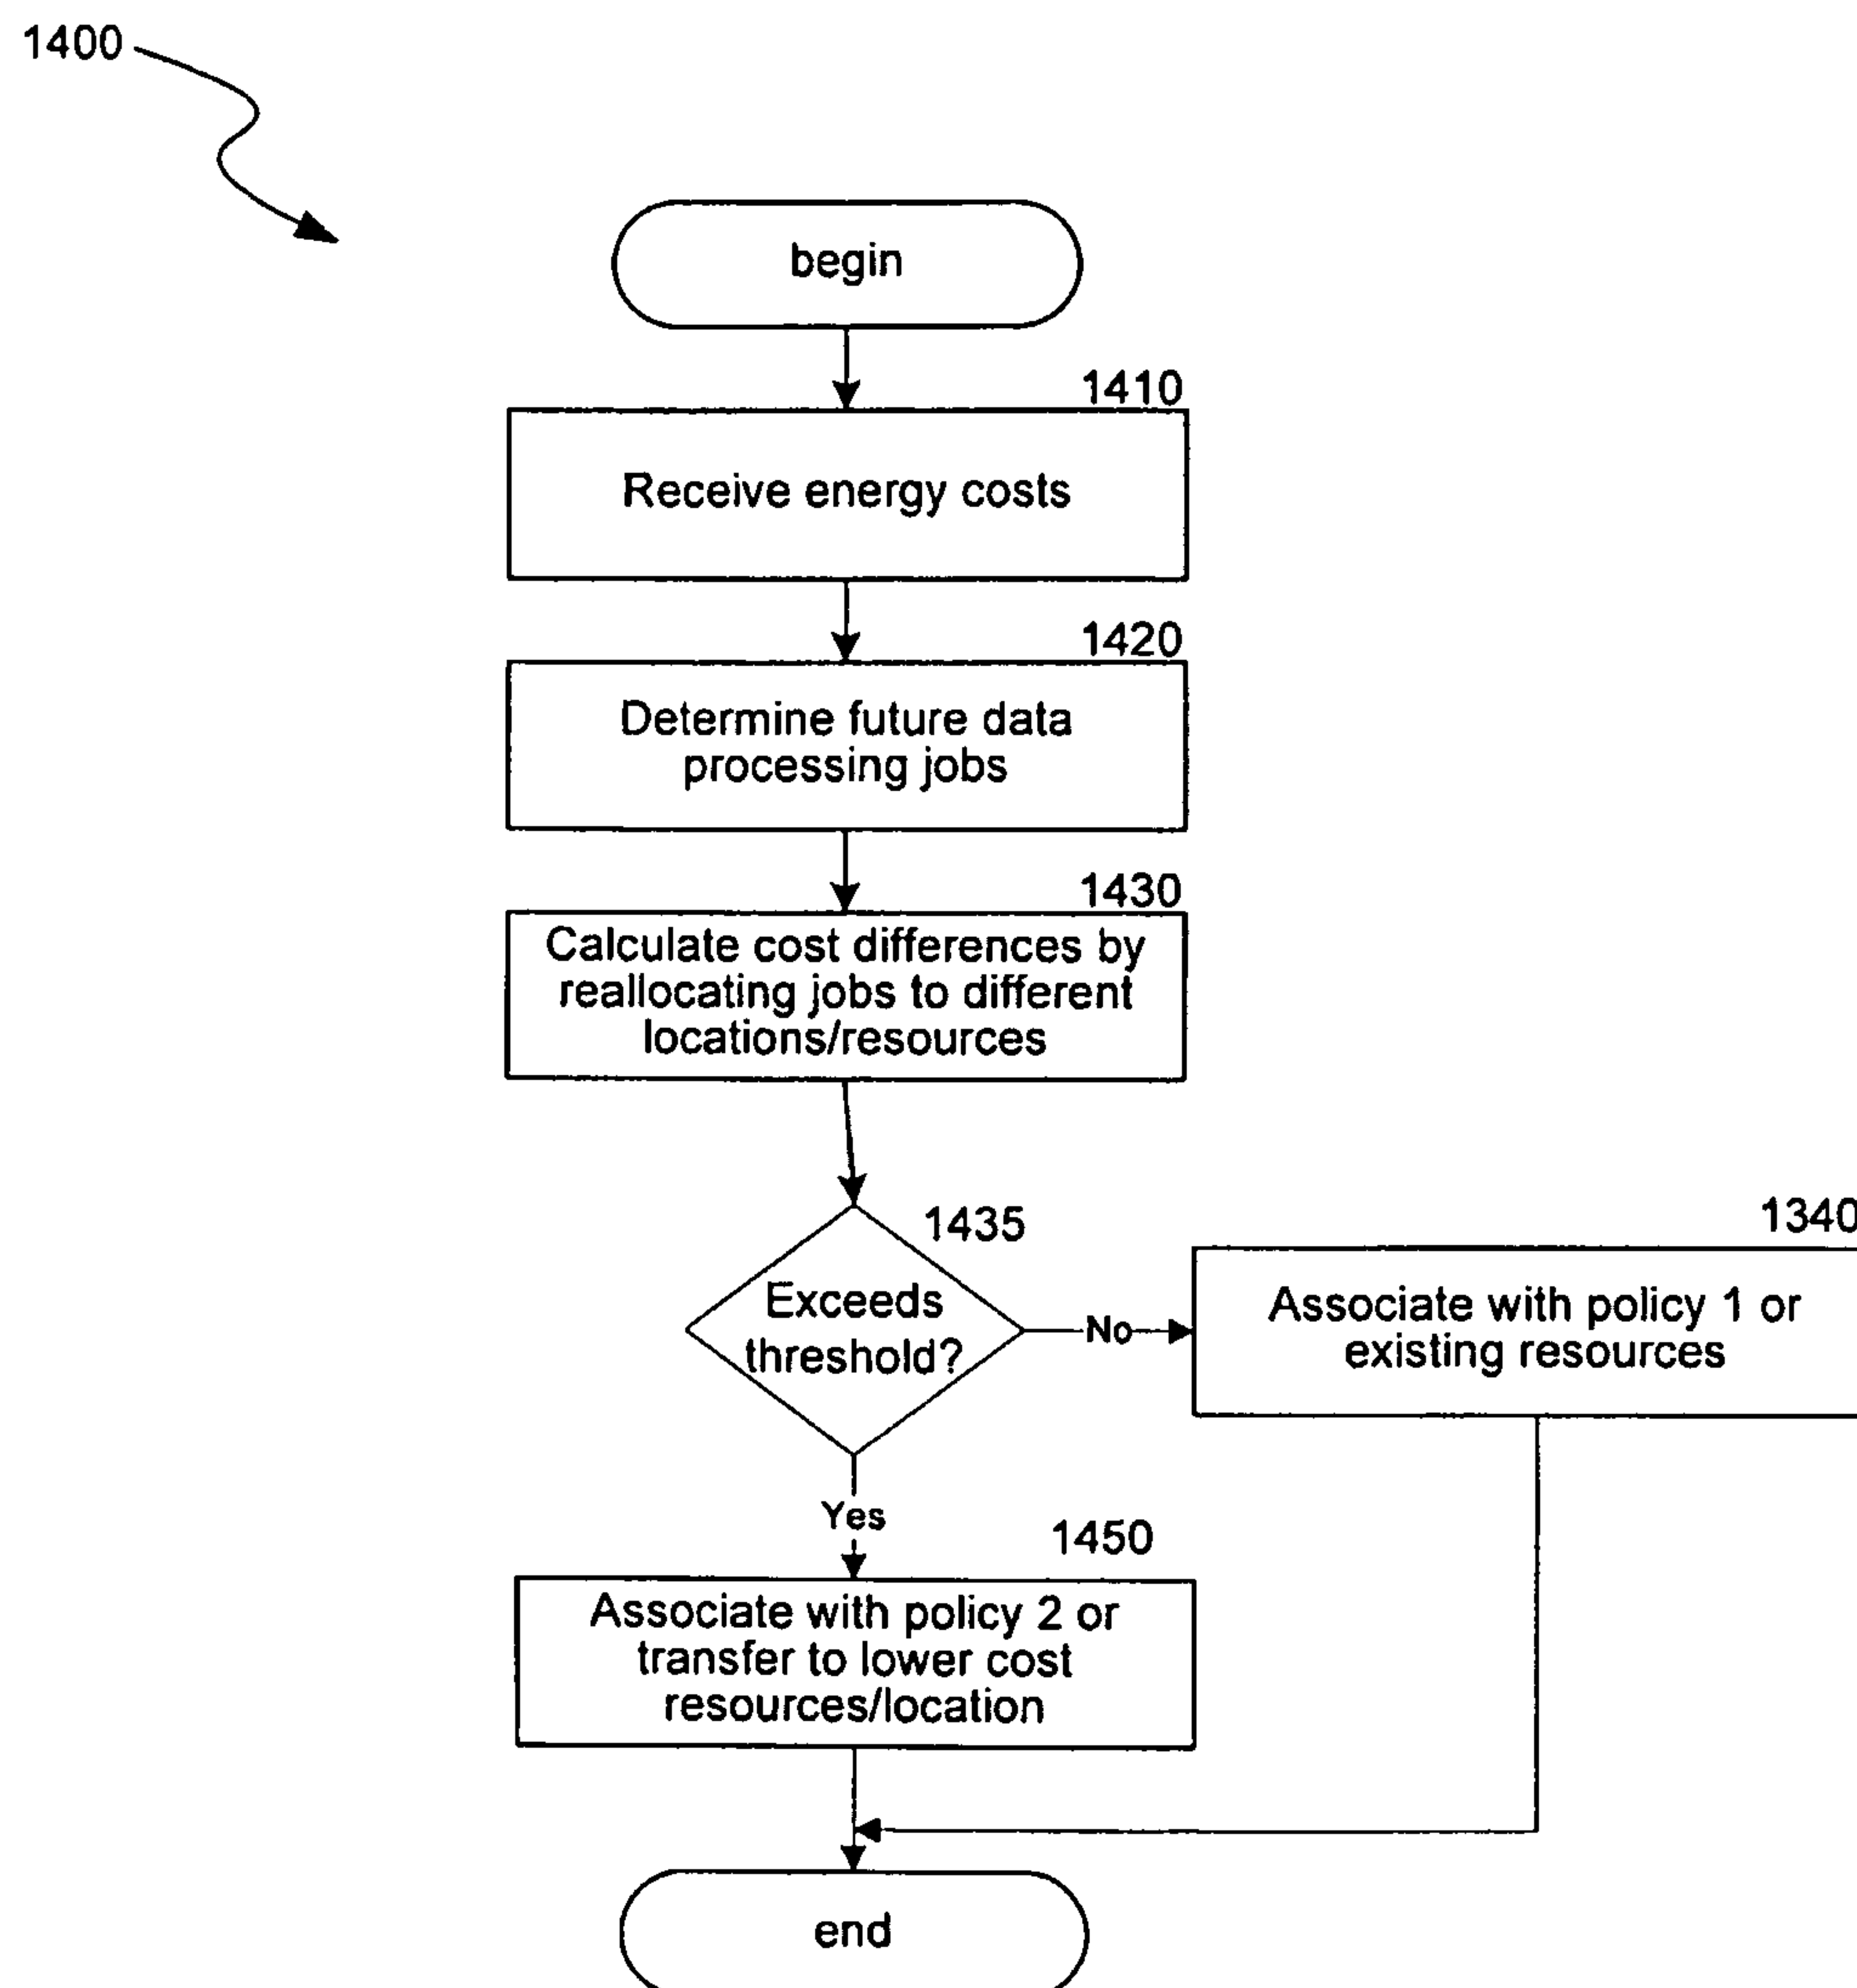 1400
begin
1410
Receive energy costs
1420
Determine future data
processing jobs
1430
Calculate cost differences by
reallocating jobs to different
locations/resources
1435
Exceeds
threshold?
No
1340
Associate with policy 1 or
existing resources
Yes
1450
Associate with policy 2 or
transfer to lower cost
resources/location
end